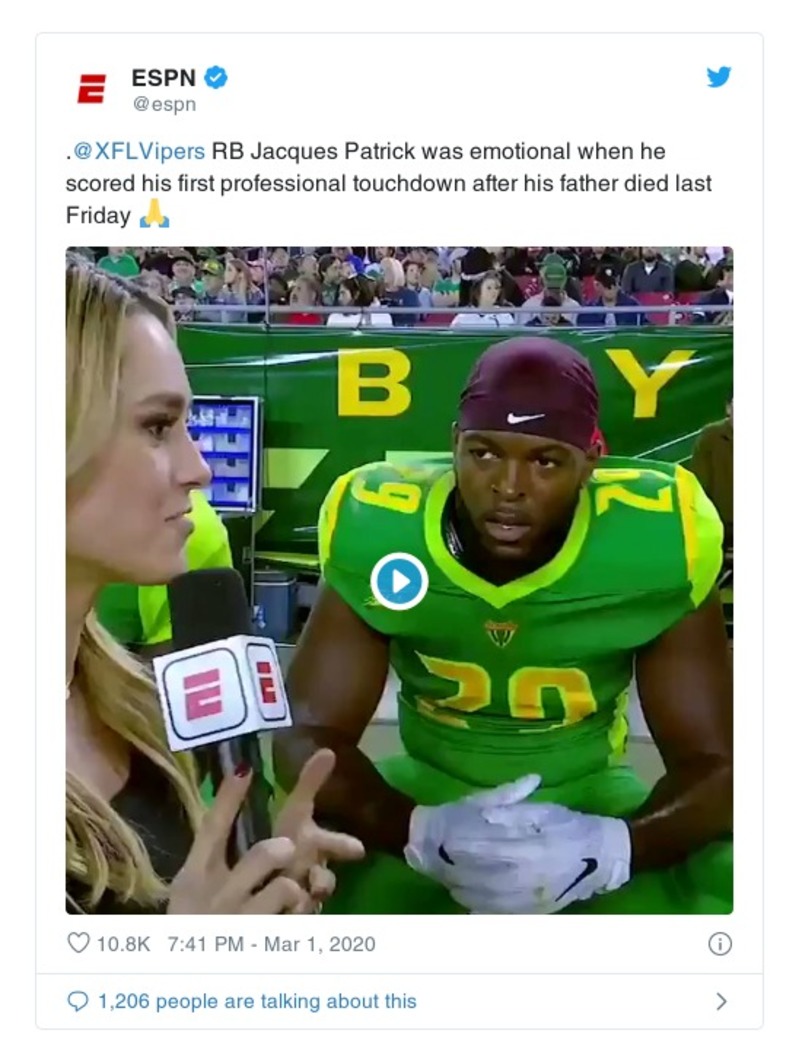 ESPN
@espn
.@XFLVipers RB Jacques Patrick was emotional when he
scored his first professional touchdown after his father died last
Friday 🙏
B Y
29
29
10.8K 7:41 PM - Mar 1, 2020
1,206 people are talking about this